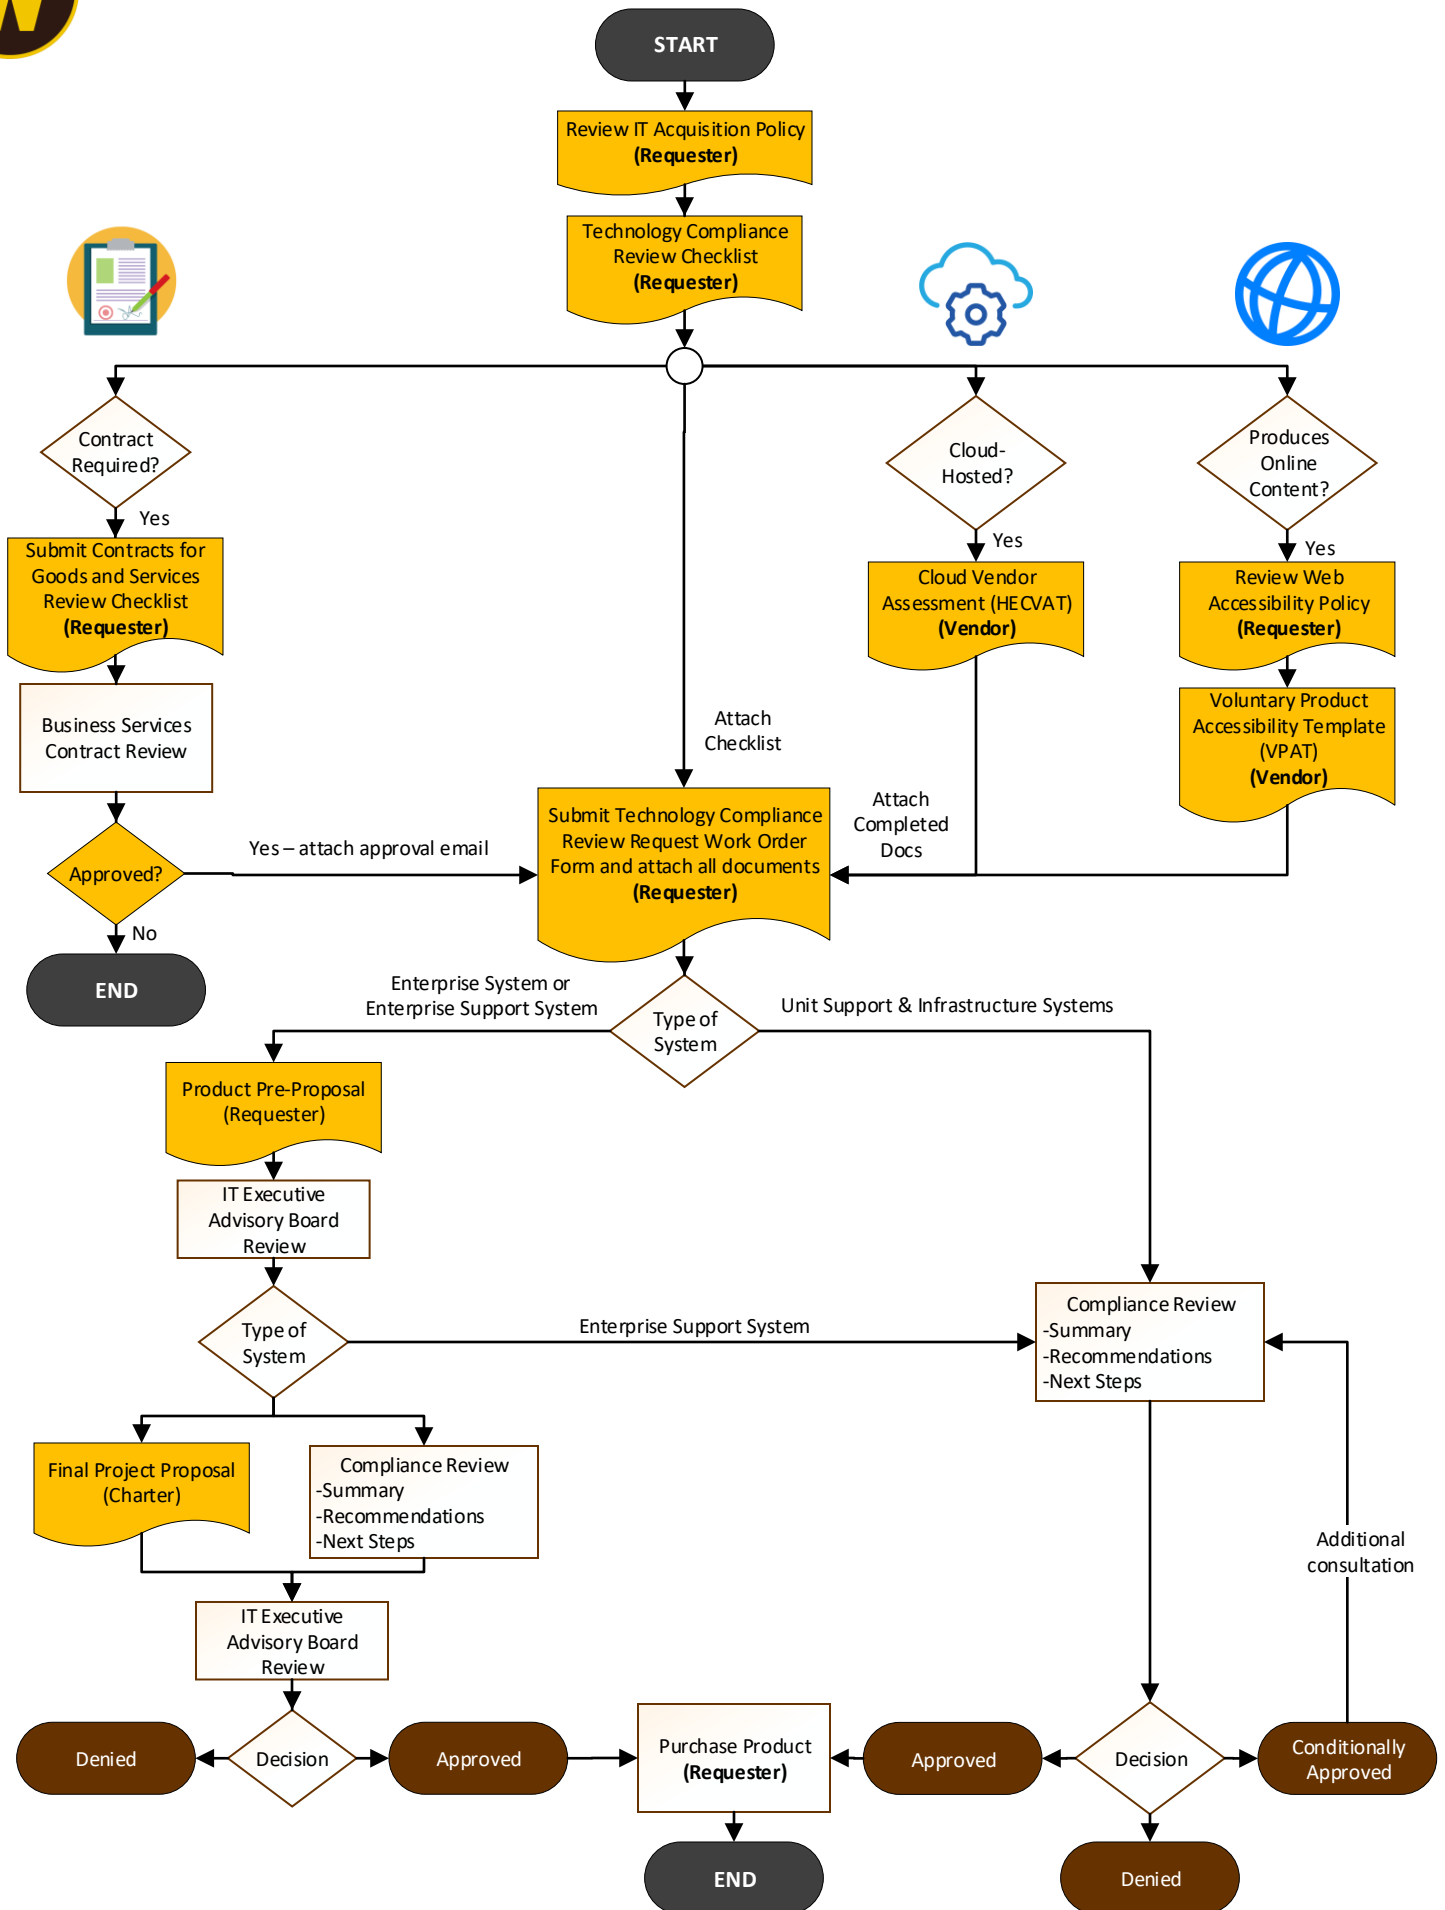 W
START
Review IT Acquisition Policy
(Requester)
Technology Compliance
Review Checklist
(Requester)
Contract
Required?
Cloud-
Hosted?
Produces
Online
Content?
Yes
Yes
Yes
Submit Contracts for
Goods and Services
Review Checklist
(Requester)
Cloud Vendor
Assessment (HECVAT)
(Vendor)
Review Web
Accessibility Policy
(Requester)
Business Services
Contract Review
Attach
Checklist
Voluntary Product
Accessibility Template
(VPAT)
(Vendor)
Attach
Completed
Docs
Approved?
Yes – attach approval email
Submit Technology Compliance
Review Request Work Order
Form and attach all documents
(Requester)
No
END
Enterprise System or
Enterprise Support System
Type of
System
Unit Support & Infrastructure Systems
Product Pre-Proposal
(Requester)
IT Executive
Advisory Board
Review
Type of
System
Enterprise Support System
Compliance Review
-Summary
-Recommendations
-Next Steps
Final Project Proposal
(Charter)
Compliance Review
-Summary
-Recommendations
-Next Steps
Additional
consultation
IT Executive
Advisory Board
Review
Denied
Decision
Approved
Purchase Product
(Requester)
Approved
Decision
Conditionally
Approved
END
Denied